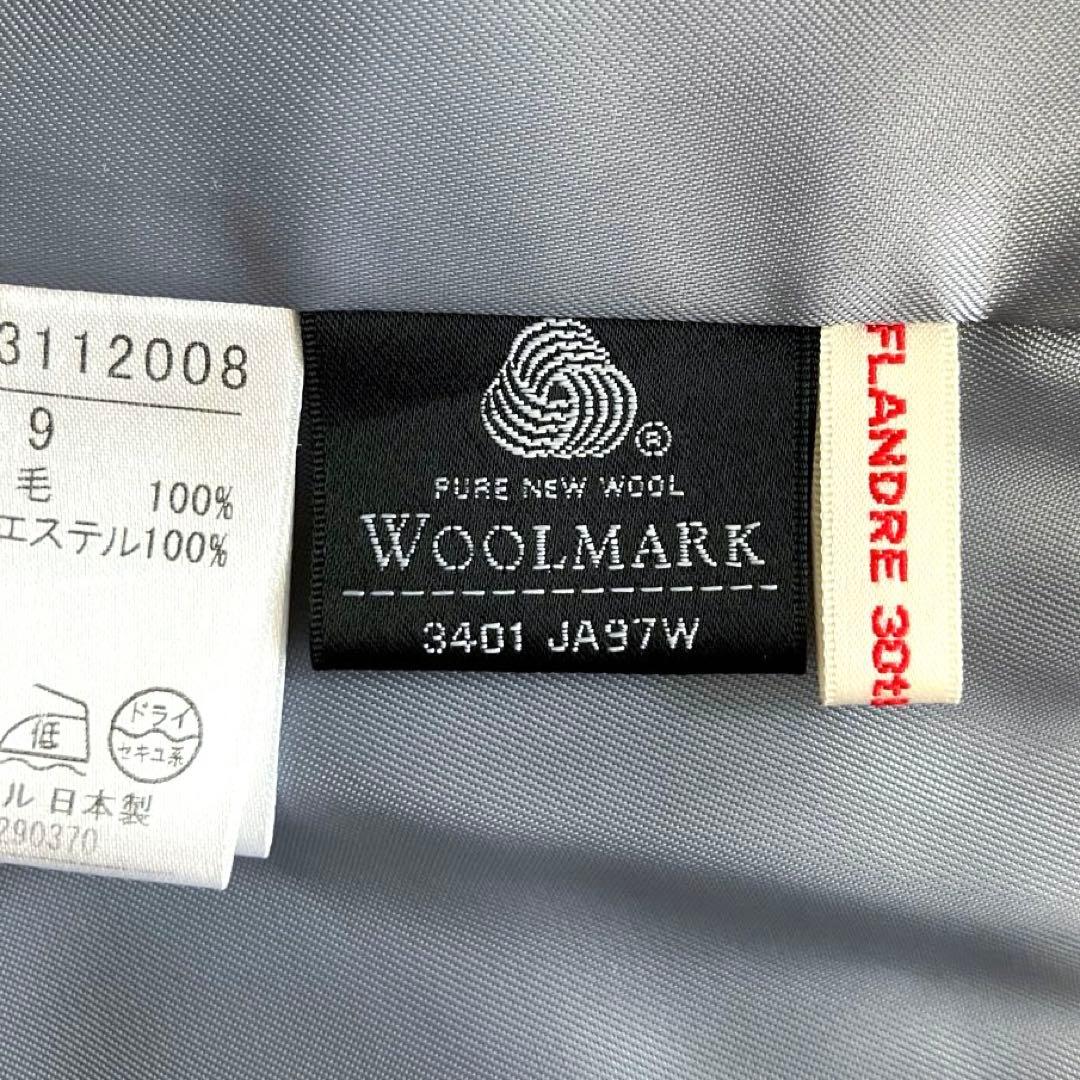 3112008
9
毛 100%
エステル100%
低
ドライ
セキユ系
ル 日本製
290370
®
PURE NEW WOOL
WOOLMARK
3401 JA97W
FLANDRE 30t